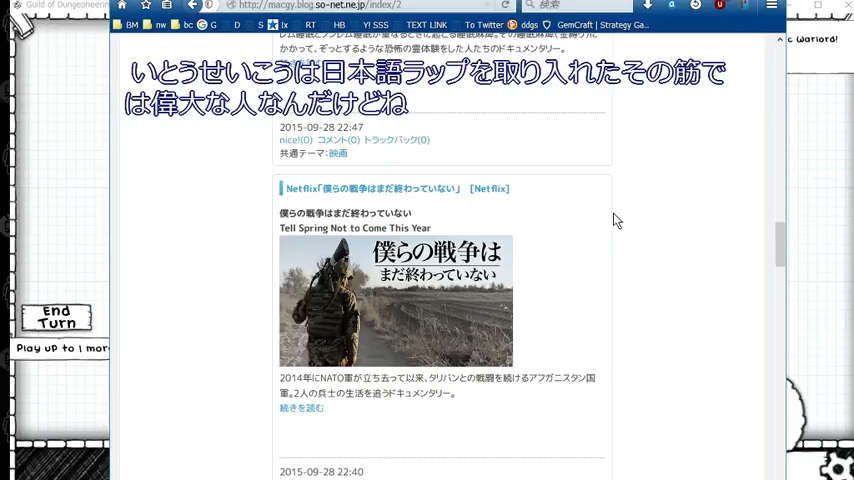 Guild of Dungeoneering
http://macgy.blog.so-net.ne.jp/index/2
検索
BM nw bc G D S lx RT HB Y! SSS TEXT LINK To Twitter ddgs GemCraft | Strategy Ga...
c Warlord!
かかって、ぞっとするような恐怖の霊体験をした人たちのドキュメンタリー。
いとうせいこうは日本語ラップを取り入れたその筋で
は偉大な人なんだけどね
2015-09-28 22:47
nice!(0) コメント(0) トラックバック(0)
共通テーマ:映画
Netflix「僕らの戦争はまだ終わっていない」 [Netflix]
僕らの戦争はまだ終わっていない
Tell Spring Not to Come This Year
僕らの戦争は
まだ終わっていない
End
Turn
Play up to 1 mor
2014年にNATO軍が立ち去って以来、タリバンとの戦闘を続けるアフガニスタン国
軍。2人の兵士の生活を追うドキュメンタリー。
続きを読む
2015-09-28 22:40